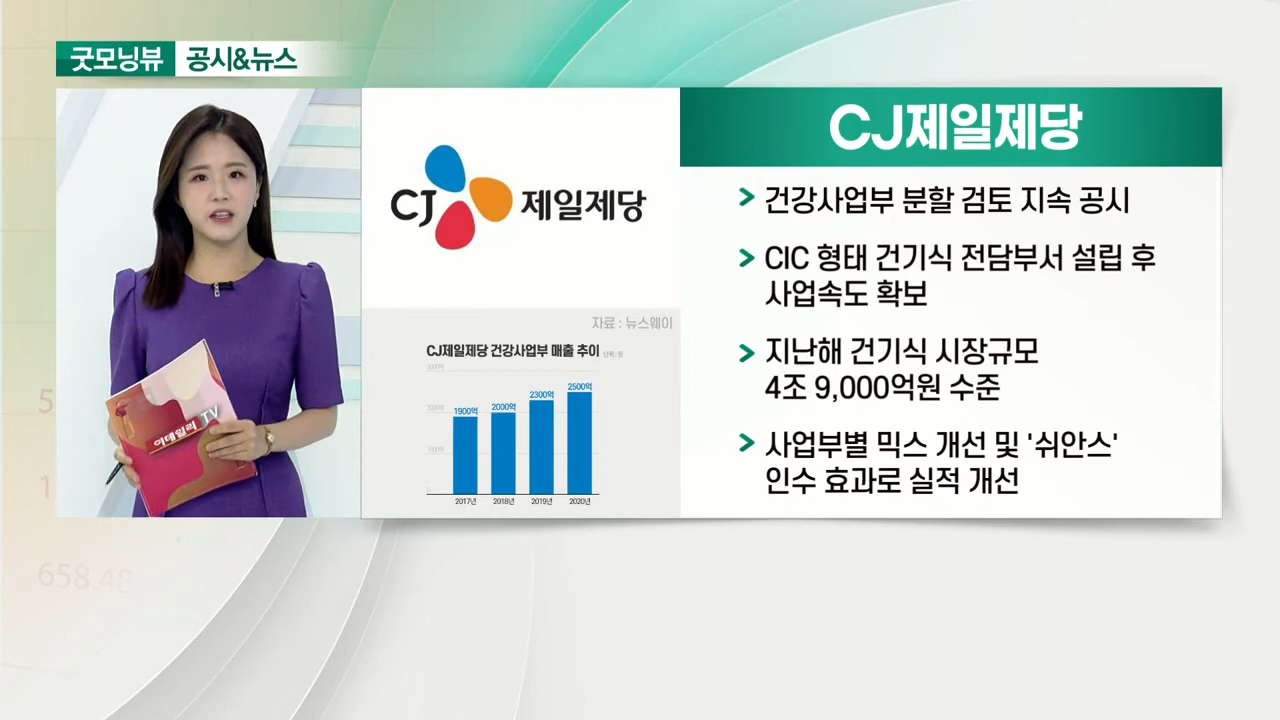 굿모닝뷰 공시&뉴스
CJ제일제당
CJ 제일제당
> 건강사업부 분할 검토 지속 공시
> CIC 형태 건기식 전담부서 설립 후
사업속도 확보
> 지난해 건기식 시장규모
4조 9,000억원 수준
> 사업부별 믹스 개선 및 '쉬안스'
인수 효과로 실적 개선
자료 : 뉴스웨이
CJ제일제당 건강사업부 매출 추이
1900억 2000억 2300억 2500억
2017년 2018년 2019년 2020년
이데일리 TV
658.48